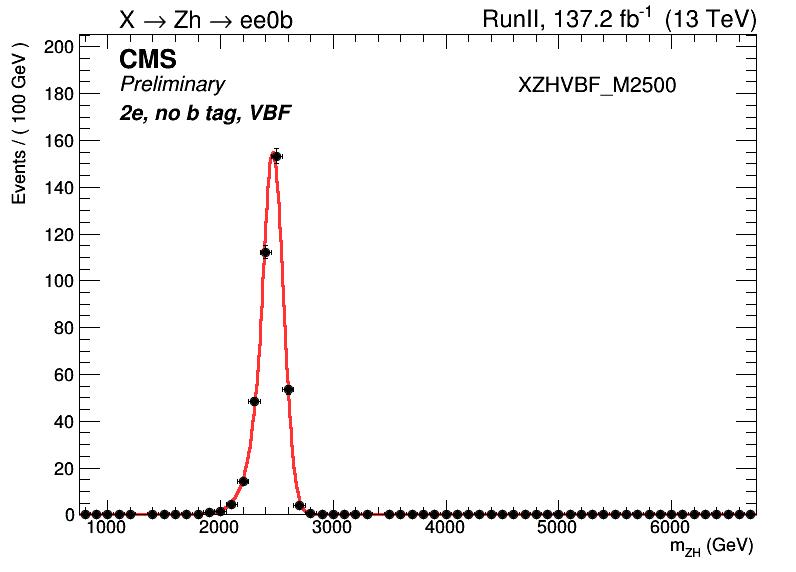 X → Zh → ee0b
RunII, 137.2 fb⁻¹ (13 TeV)
CMS
Preliminary
2e, no b tag, VBF
XZHVBF_M2500
Events / ( 100 GeV )
200
180
160
140
120
100
80
60
40
20
0
1000 2000 3000 4000 5000 6000
m_ZH (GeV)